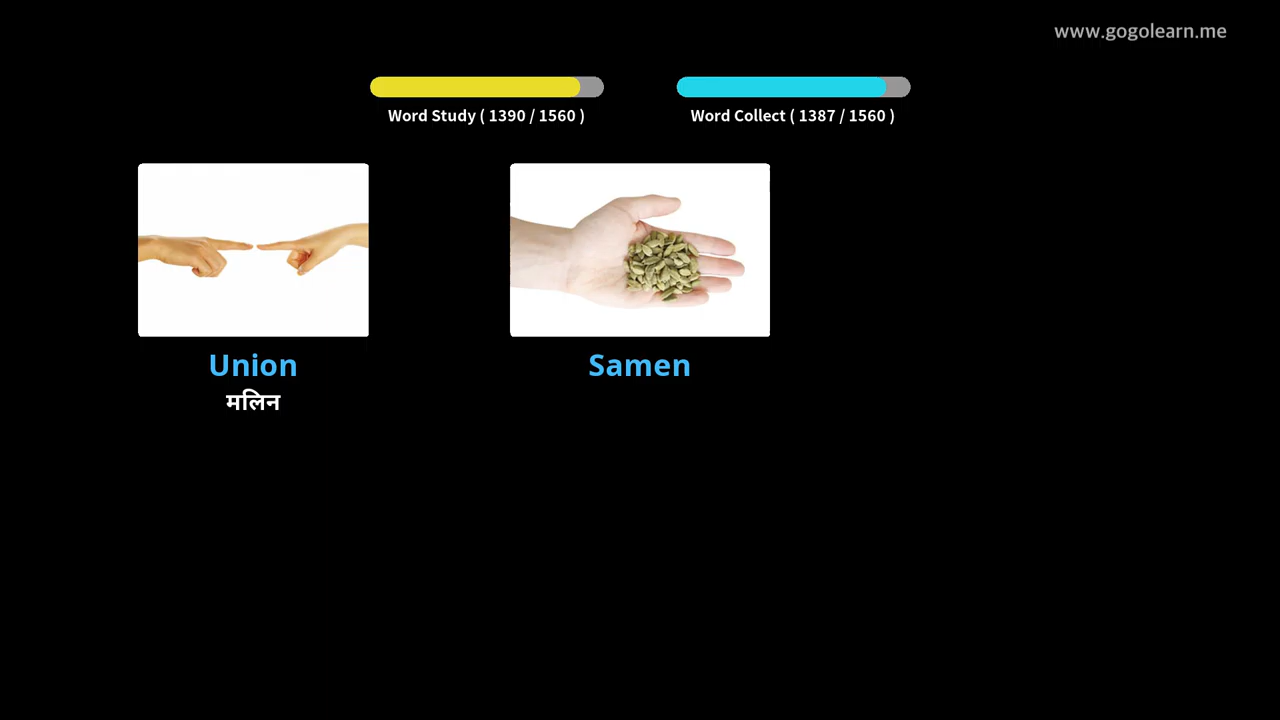 www.gogolearn.me
Word Study ( 1390 / 1560 )
Word Collect ( 1387 / 1560 )
Union
मलिन
Samen